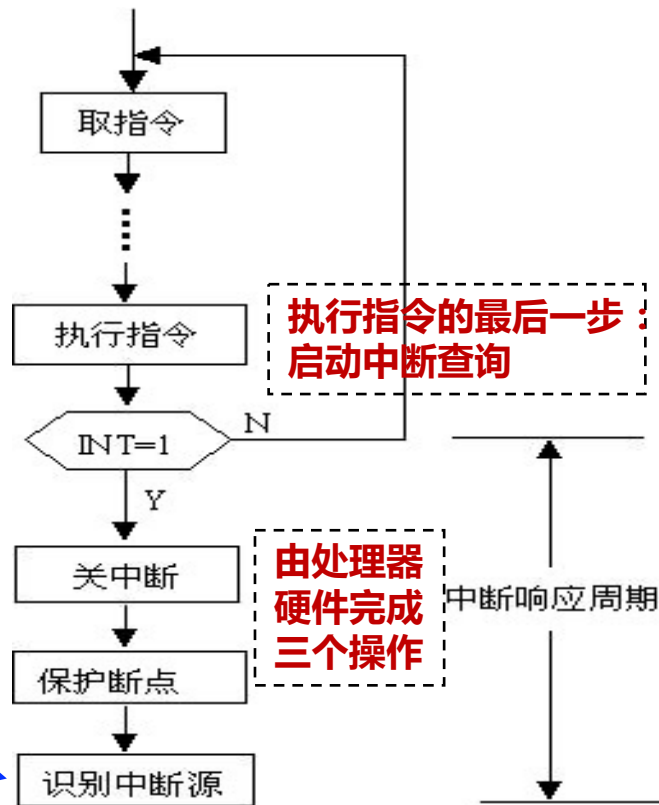 取指令
执行指令
执行指令的最后一步：
启动中断查询
INT=1
N
Y
关中断
由处理器
硬件完成
三个操作
中断响应周期
保护断点
识别中断源